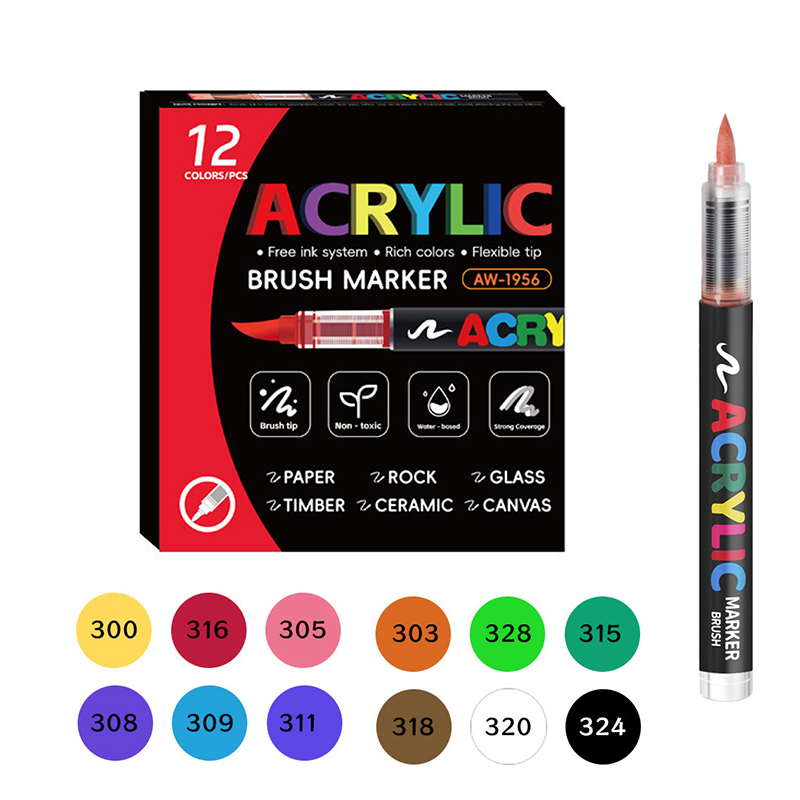 ACRYLIC
12
COLORS/PCS
ACRYLIC
• Free ink system • Rich colors • Flexible tip
BRUSH MARKER AW-1956
ACRY
Brush tip Non - toxic Water - based Strong Coverage
PAPER ROCK GLASS
TIMBER CERAMIC CANVAS
ACRYLIC MARKER
BRUSH
300 316 305 303 328 315
308 309 311 318 320 324